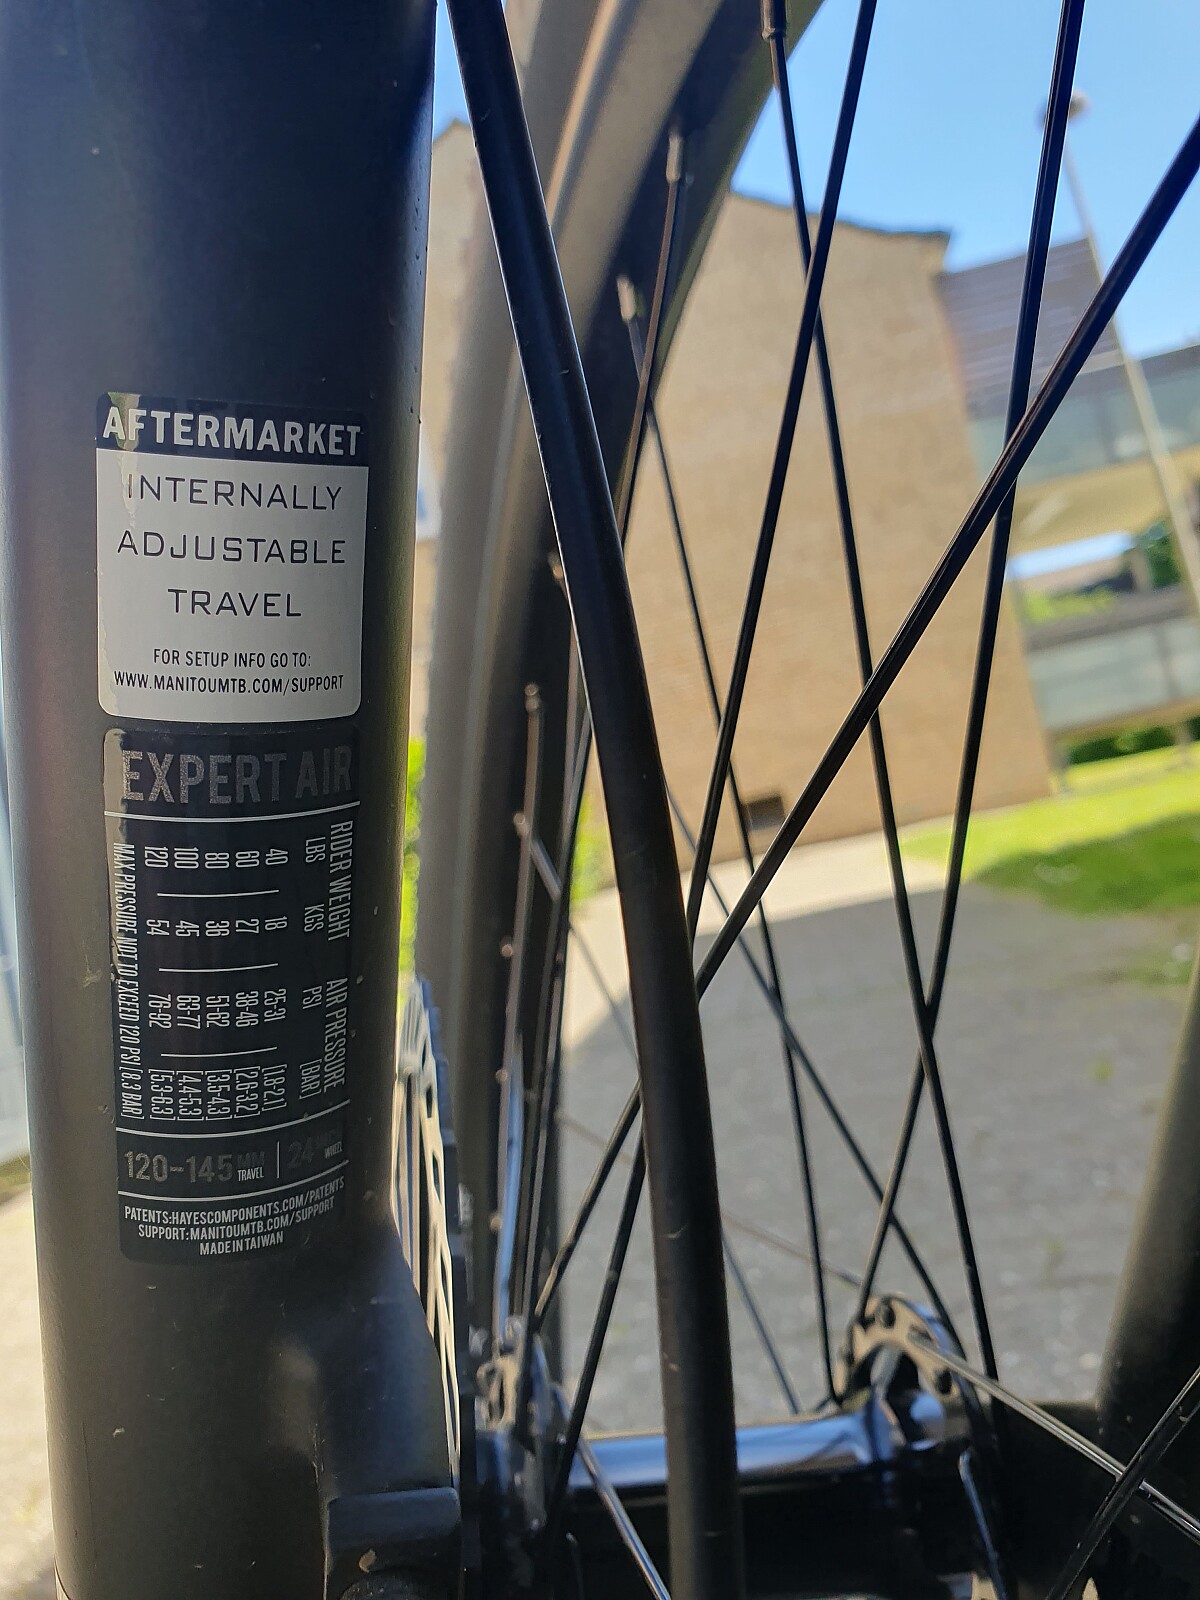 AFTERMARKET
INTERNALLY
ADJUSTABLE
TRAVEL
FOR SETUP INFO GO TO:
WWW.MANITOUMTB.COM/SUPPORT
EXPERT AIR
RIDER WEIGHT AIR PRESSURE
LBS KGS PSI [BAR]
40 18 25-31 [1.8-2.1]
60 27 38-46 [2.6-3.2]
80 36 51-62 [3.5-4.3]
100 45 63-77 [4.4-5.3]
120 54 76-92 [5.3-6.3]
MAX PRESSURE NOT TO EXCEED 120 PSI [8.3 BAR]
120-145 MM TRAVEL | 24 WHEEL
PATENTS:HAYESCOMPONENTS.COM/PATENTS
SUPPORT:MANITOUMTB.COM/SUPPORT
MADE IN TAIWAN